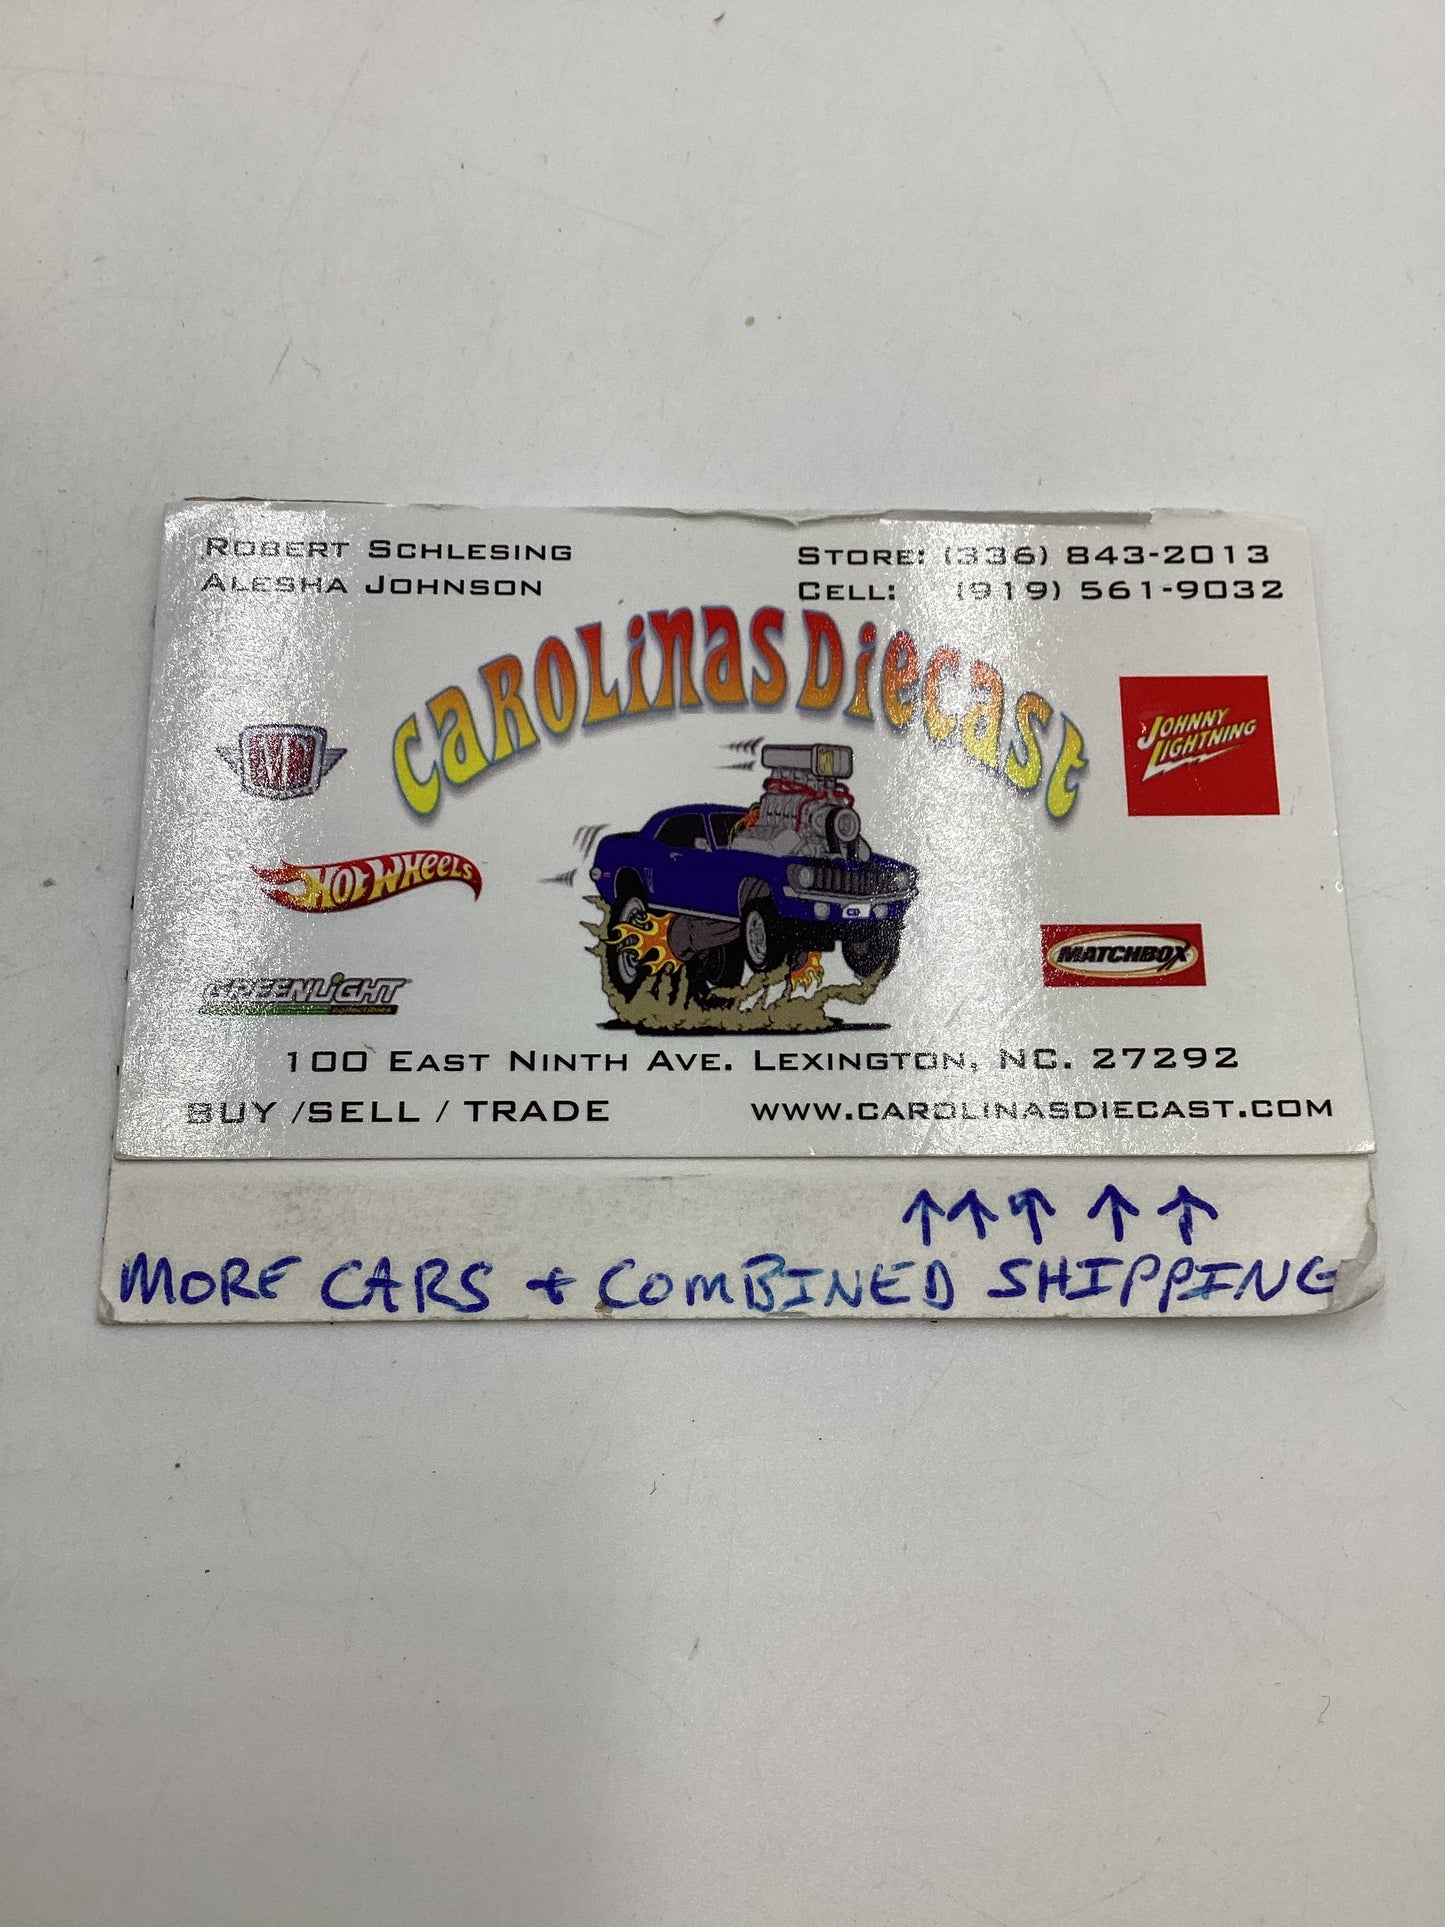 ROBERT SCHLESING
ALESHA JOHNSON
STORE: (336) 843-2013
CELL: (919) 561-9032
CAROLINAS DIECAST
JOHNNY
LIGHTNING
HOT WHEELS
GREENLIGHT
collectibles
MATCHBOX
100 EAST NINTH AVE. LEXINGTON, NC. 27292
BUY /SELL / TRADE
WWW.CAROLINASDIECAST.COM
↑↑↑↑↑
MORE CARS + COMBINED SHIPPING